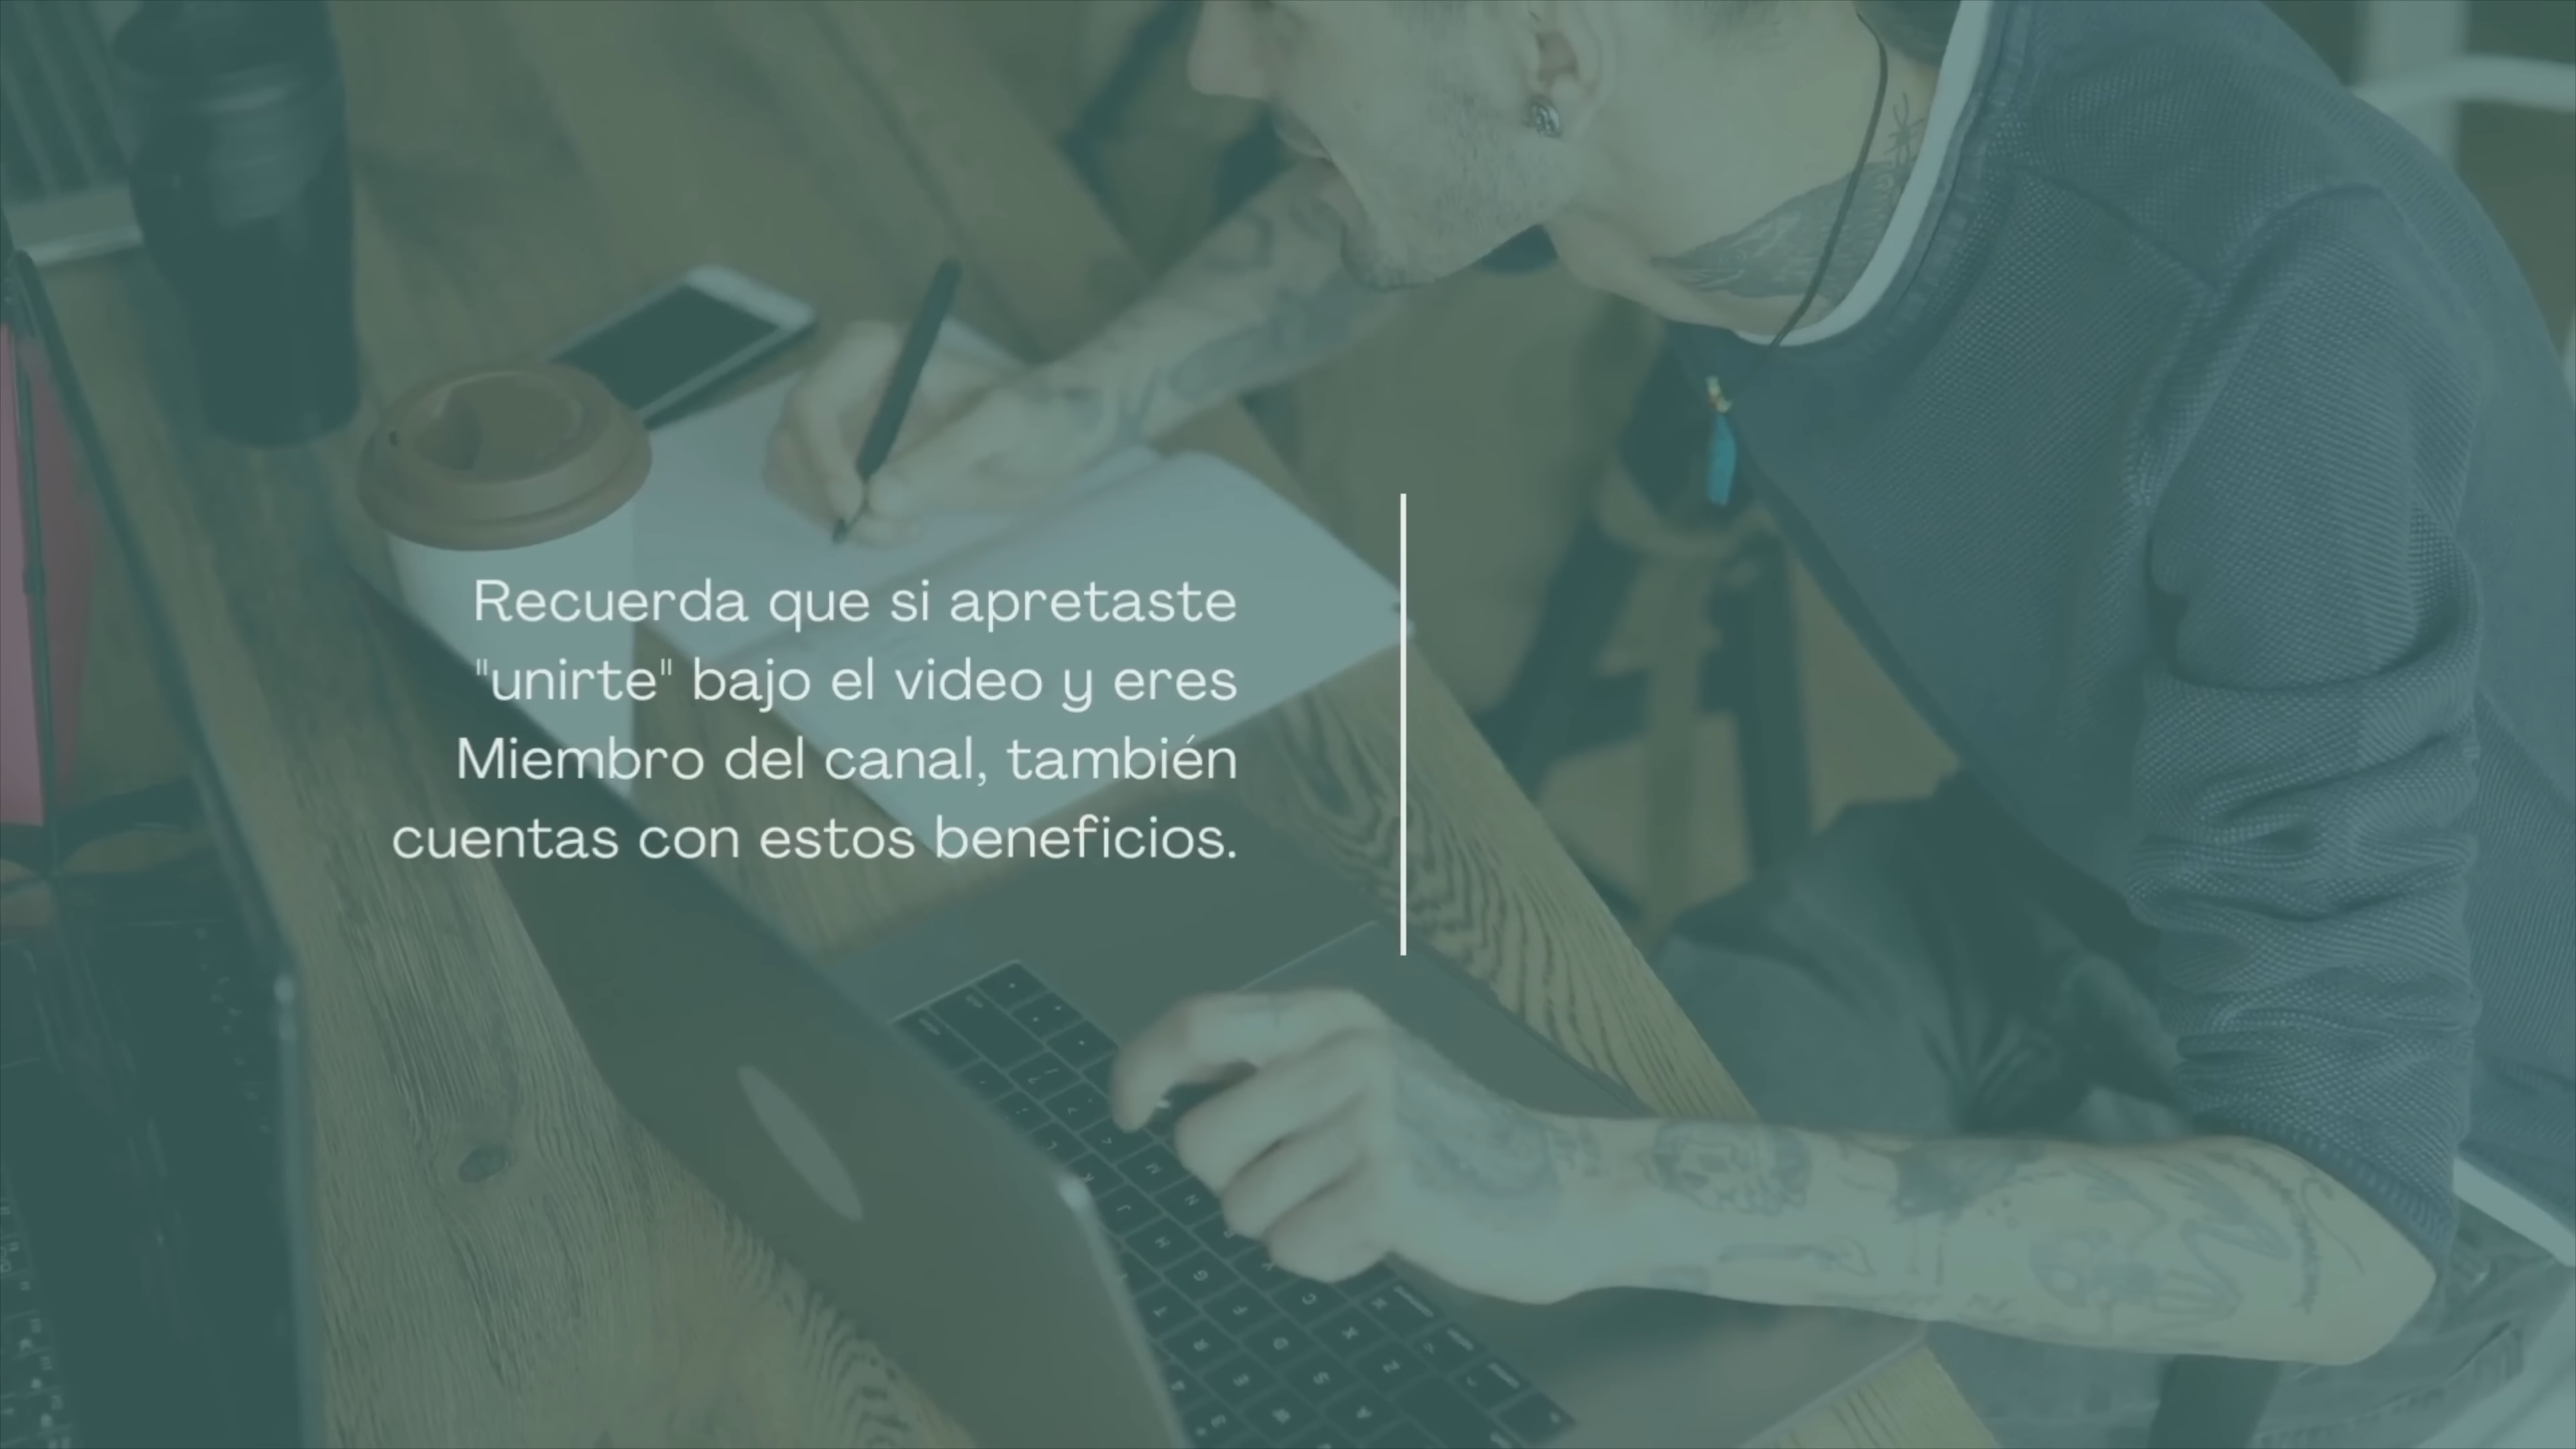 Recuerda que si apretaste
"unirte" bajo el video y eres
Miembro del canal, también
cuentas con estos beneficios.